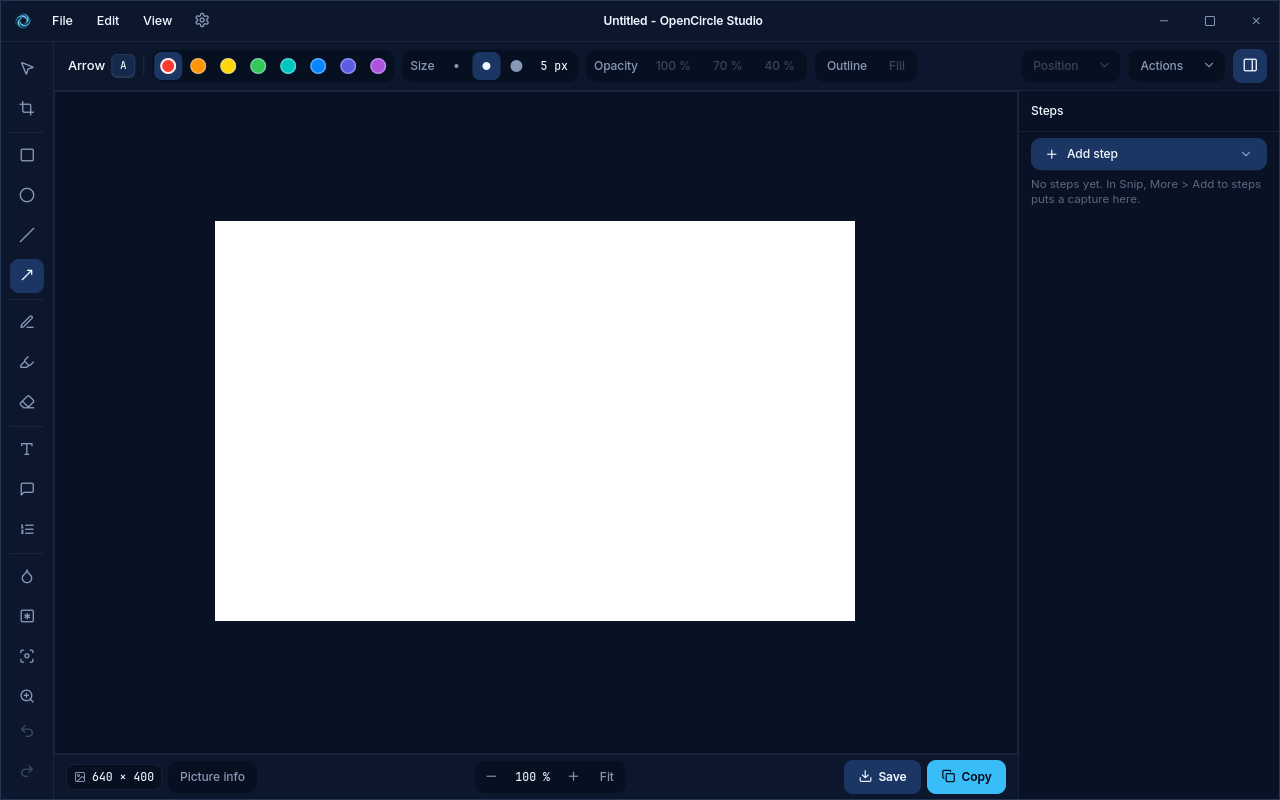 File Edit View Untitled - OpenCircle Studio
Arrow A Size 5 px Opacity 100 % 70 % 40 % Outline Fill Position Actions
Steps
Add step
No steps yet. In Snip, More > Add to steps
puts a capture here.
640 × 400 Picture info 100 % Fit Save Copy